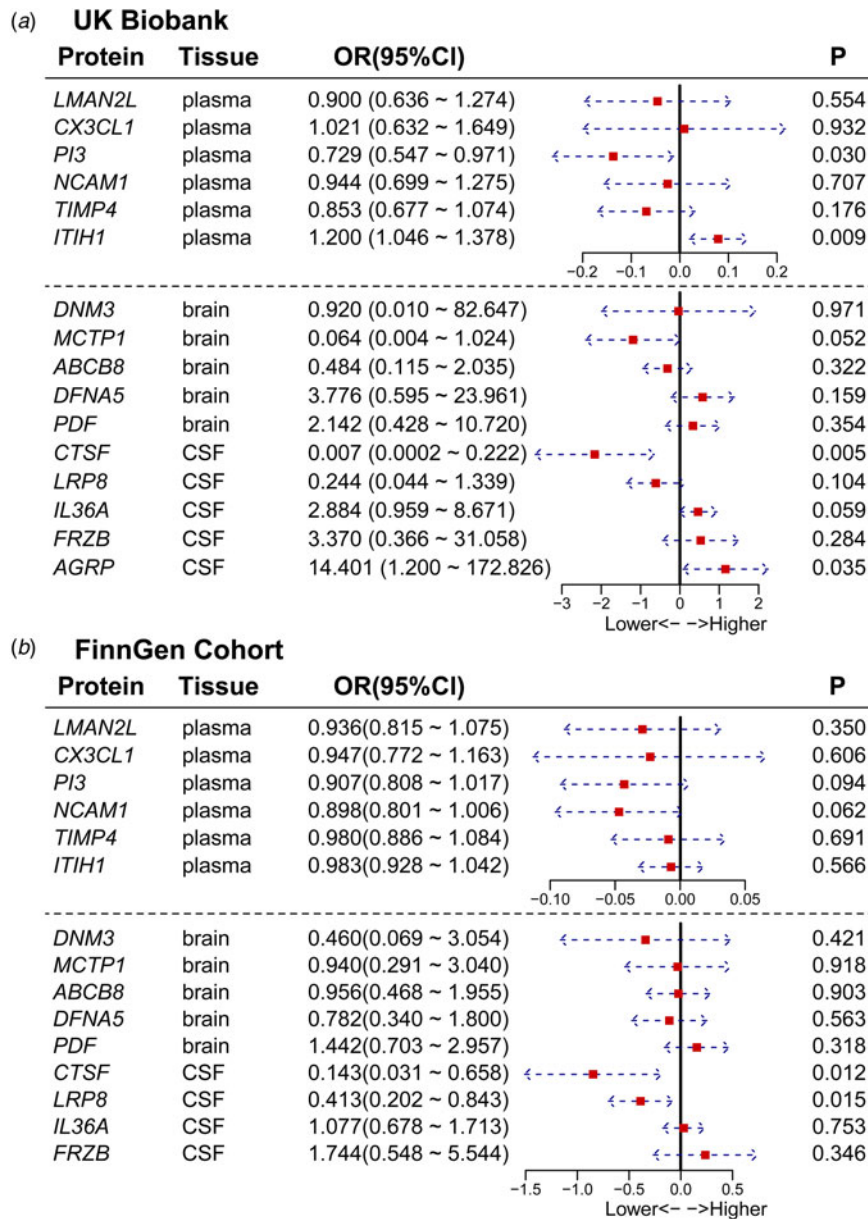 (a) UK Biobank
Protein Tissue OR(95%CI) P
LMAN2L plasma 0.900 (0.636 ~ 1.274) 0.554
CX3CL1 plasma 1.021 (0.632 ~ 1.649) 0.932
PI3 plasma 0.729 (0.547 ~ 0.971) 0.030
NCAM1 plasma 0.944 (0.699 ~ 1.275) 0.707
TIMP4 plasma 0.853 (0.677 ~ 1.074) 0.176
ITIH1 plasma 1.200 (1.046 ~ 1.378) 0.009
−0.2 −0.1 0.0 0.1 0.2
DNM3 brain 0.920 (0.010 ~ 82.647) 0.971
MCTP1 brain 0.064 (0.004 ~ 1.024) 0.052
ABCB8 brain 0.484 (0.115 ~ 2.035) 0.322
DFNA5 brain 3.776 (0.595 ~ 23.961) 0.159
PDF brain 2.142 (0.428 ~ 10.720) 0.354
CTSF CSF 0.007 (0.0002 ~ 0.222) 0.005
LRP8 CSF 0.244 (0.044 ~ 1.339) 0.104
IL36A CSF 2.884 (0.959 ~ 8.671) 0.059
FRZB CSF 3.370 (0.366 ~ 31.058) 0.284
AGRP CSF 14.401 (1.200 ~ 172.826) 0.035
−3 −2 −1 0 1 2
Lower<− −>Higher
(b) FinnGen Cohort
Protein Tissue OR(95%CI) P
LMAN2L plasma 0.936(0.815 ~ 1.075) 0.350
CX3CL1 plasma 0.947(0.772 ~ 1.163) 0.606
PI3 plasma 0.907(0.808 ~ 1.017) 0.094
NCAM1 plasma 0.898(0.801 ~ 1.006) 0.062
TIMP4 plasma 0.980(0.886 ~ 1.084) 0.691
ITIH1 plasma 0.983(0.928 ~ 1.042) 0.566
−0.10 −0.05 0.00 0.05
DNM3 brain 0.460(0.069 ~ 3.054) 0.421
MCTP1 brain 0.940(0.291 ~ 3.040) 0.918
ABCB8 brain 0.956(0.468 ~ 1.955) 0.903
DFNA5 brain 0.782(0.340 ~ 1.800) 0.563
PDF brain 1.442(0.703 ~ 2.957) 0.318
CTSF CSF 0.143(0.031 ~ 0.658) 0.012
LRP8 CSF 0.413(0.202 ~ 0.843) 0.015
IL36A CSF 1.077(0.678 ~ 1.713) 0.753
FRZB CSF 1.744(0.548 ~ 5.544) 0.346
−1.5 −1.0 −0.5 0.0 0.5
Lower<− −>Higher